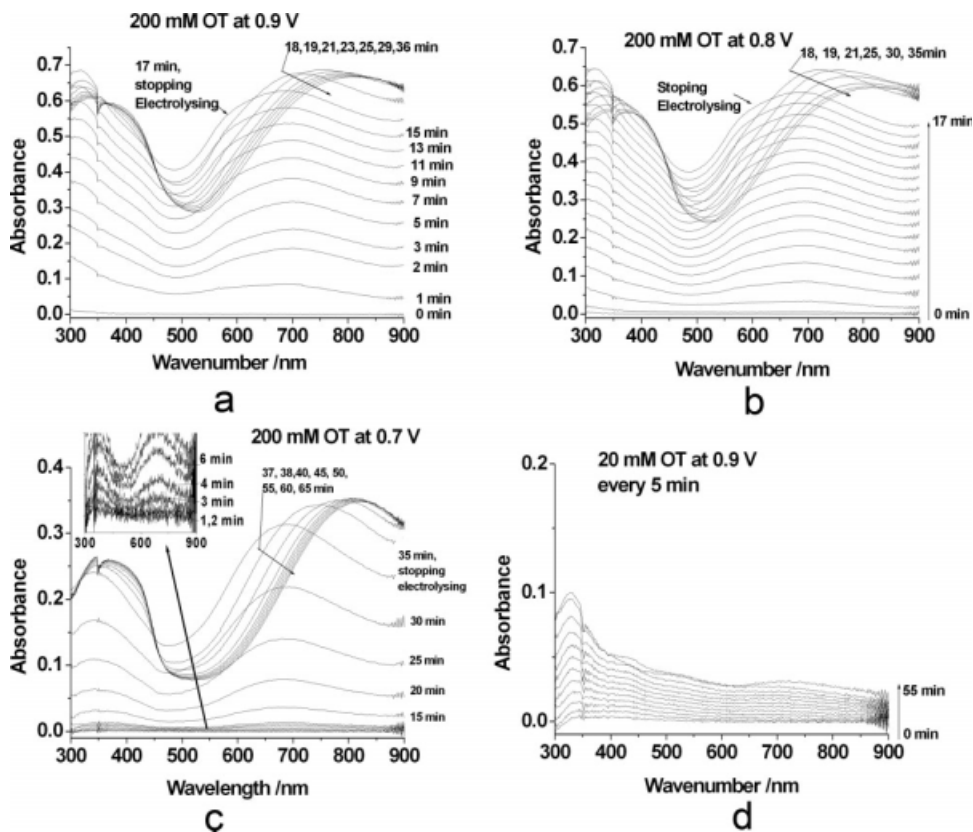 200 mM OT at 0.9 V
18,19,21,23,25,29,36 min
17 min,
stopping
Electrolysing
0.7
0.6
0.5
0.4
0.3
0.2
0.1
0.0
15 min
13 min
11 min
9 min
7 min
5 min
3 min
2 min
1 min
0 min
Absorbance
300 400 500 600 700 800 900
Wavenumber /nm
a
200 mM OT at 0.8 V
18, 19, 21,25, 30, 35min
Stoping
Electrolysing
0.7
0.6
0.5
0.4
0.3
0.2
0.1
0.0
17 min
0 min
Absorbance
300 400 500 600 700 800 900
Wavenumber /nm
b
200 mM OT at 0.7 V
37, 38,40, 45, 50,
55, 60, 65 min
6 min
4 min
3 min
1,2 min
300 600 900
0.4
0.3
0.2
0.1
0.0
35 min,
stopping
electrolysing
30 min
25 min
20 min
15 min
Absorbance
300 400 500 600 700 800 900
Wavelength /nm
c
20 mM OT at 0.9 V
every 5 min
0.2
0.1
0.0
55 min
0 min
Absorbance
300 400 500 600 700 800 900
Wavenumber /nm
d